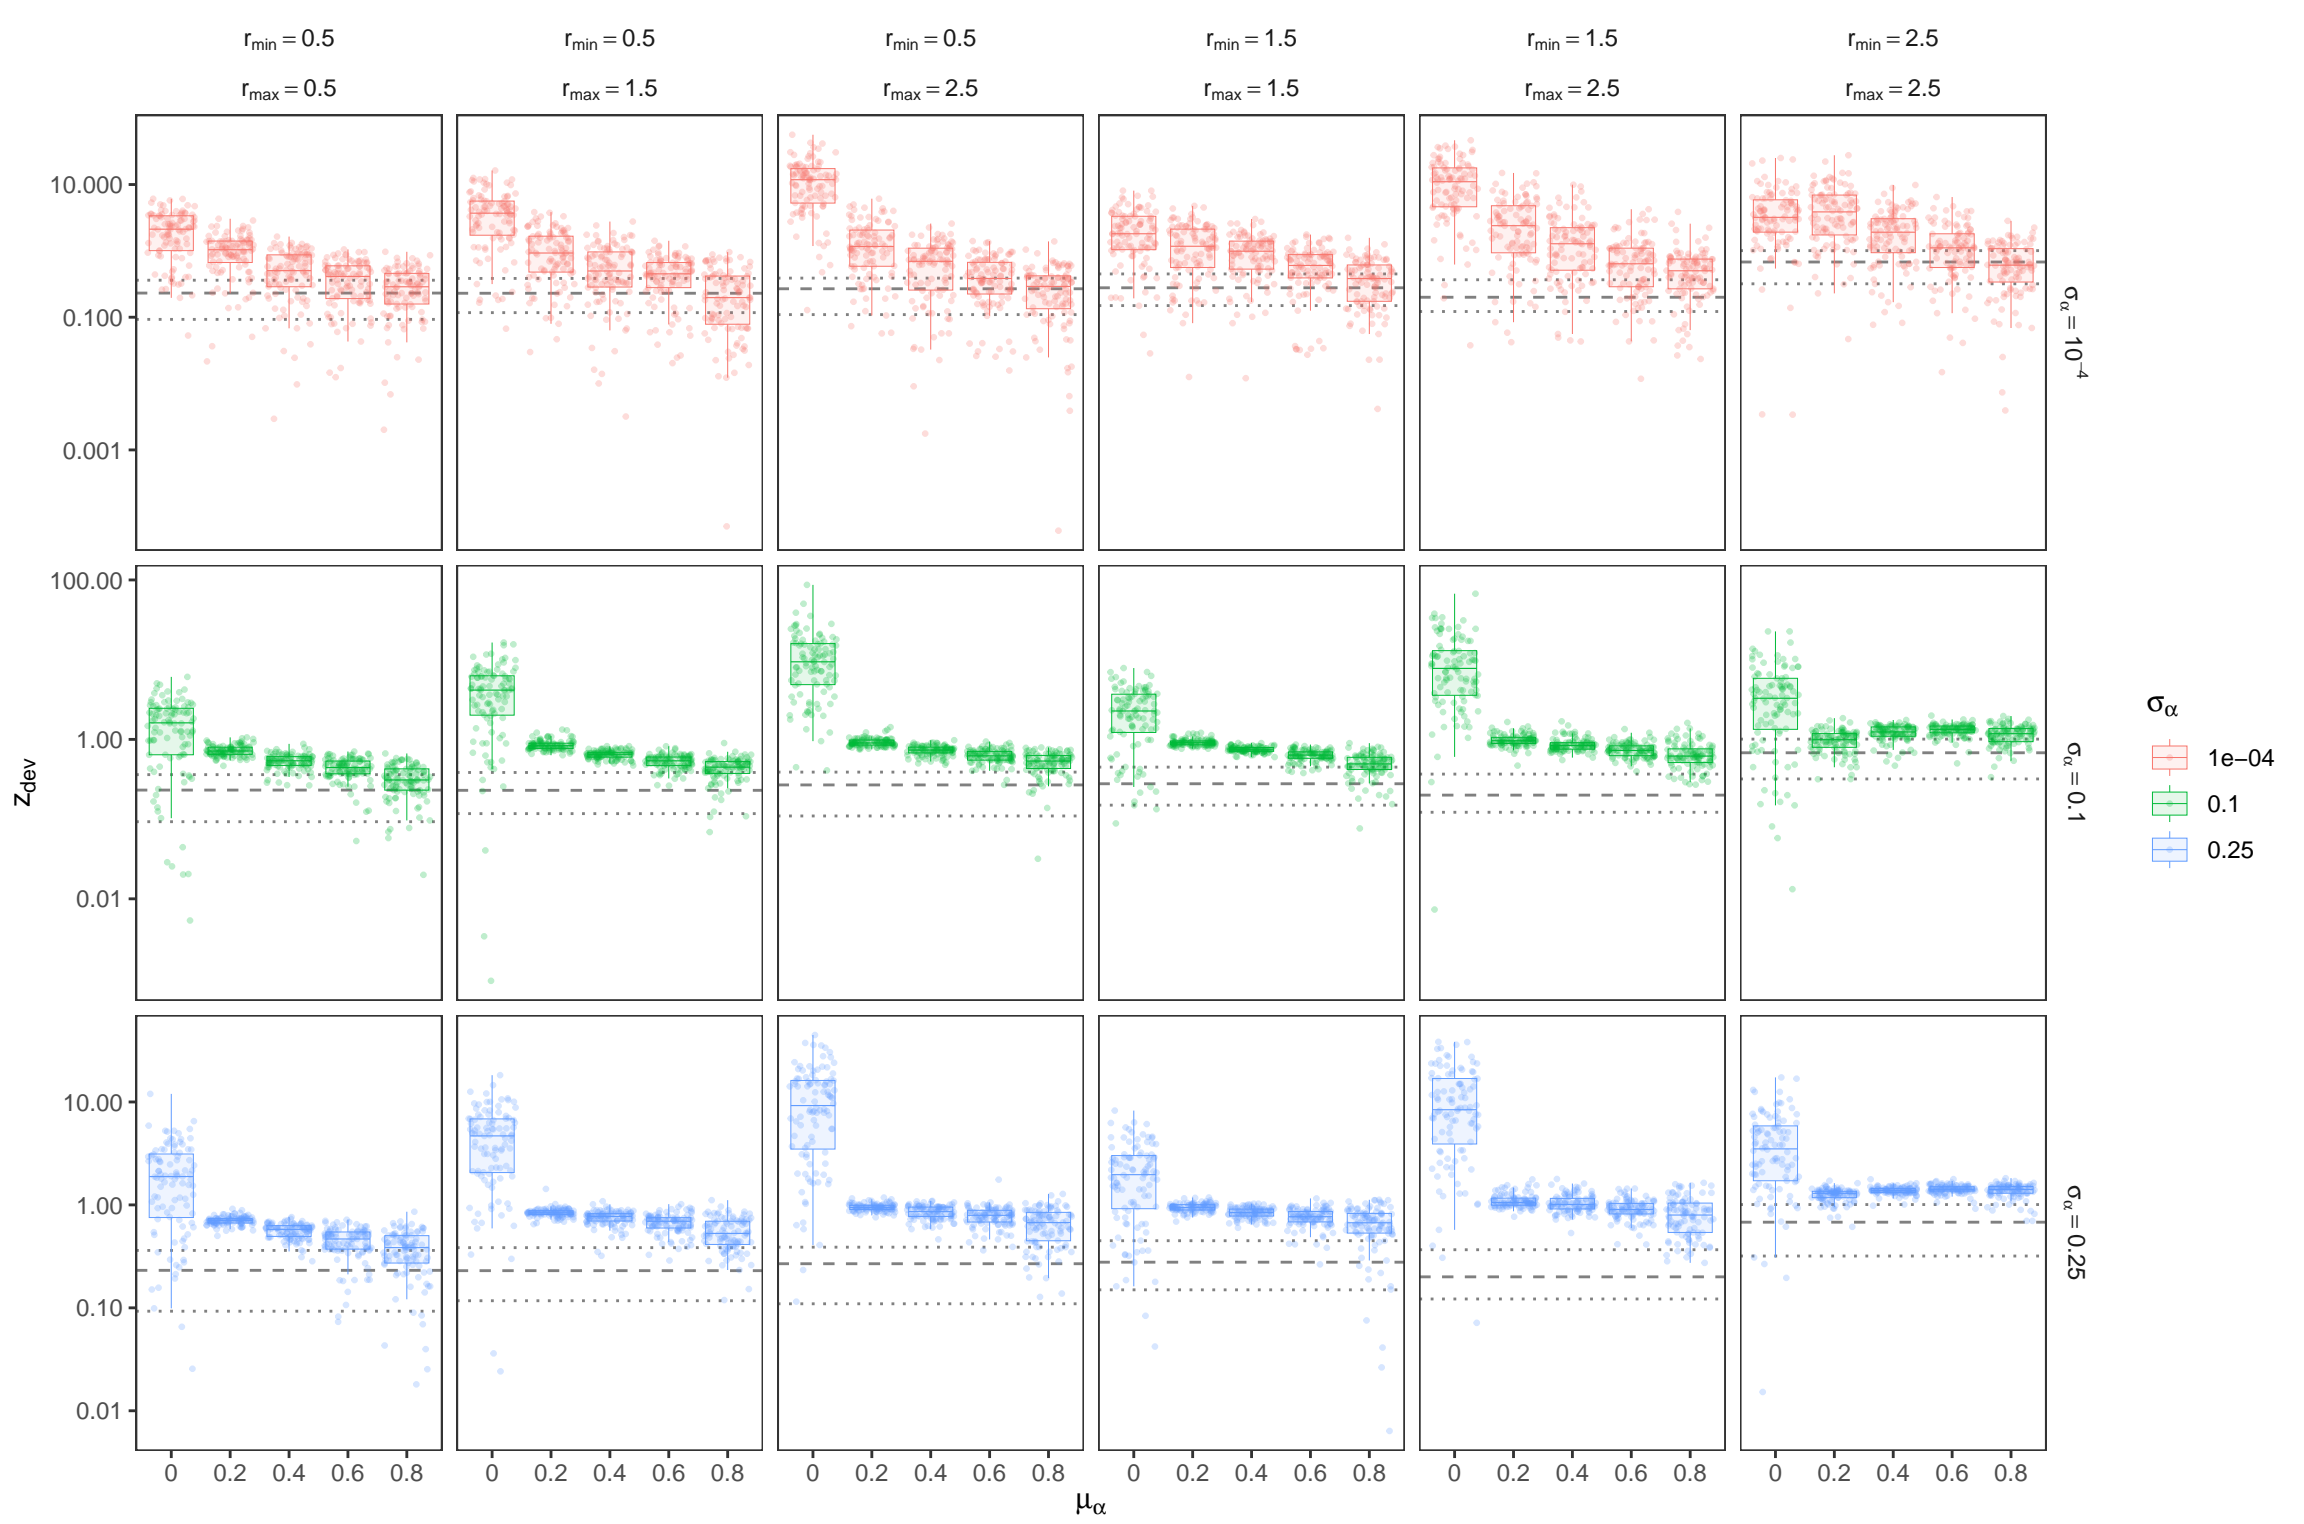 r_min = 0.5 r_min = 0.5 r_min = 0.5 r_min = 1.5 r_min = 1.5 r_min = 2.5
r_max = 0.5 r_max = 1.5 r_max = 2.5 r_max = 1.5 r_max = 2.5 r_max = 2.5
10.000
0.100
0.001
σ_α = 10^−4
100.00
1.00
0.01
σ_α = 0.1
z_dev
σ_α
1e−04
0.1
0.25
10.00
1.00
0.10
0.01
σ_α = 0.25
0 0.2 0.4 0.6 0.8 0 0.2 0.4 0.6 0.8 0 0.2 0.4 0.6 0.8 0 0.2 0.4 0.6 0.8 0 0.2 0.4 0.6 0.8 0 0.2 0.4 0.6 0.8
μ_α